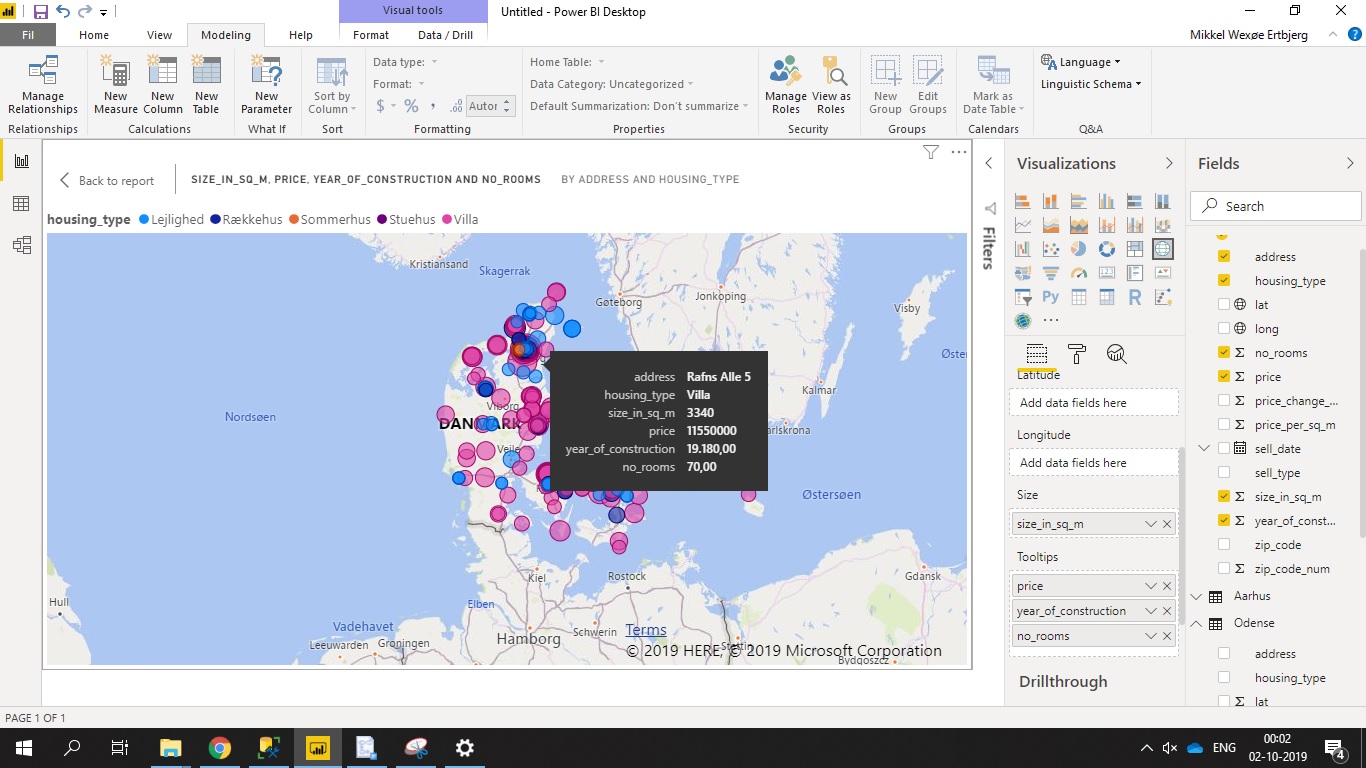 Visual tools
Untitled - Power BI Desktop
Fil
Home
View
Modeling
Help
Format
Data / Drill
Mikkel Wexøe Ertbjerg
Manage Relationships
New Measure
New Column
New Table
New Parameter
Sort by Column
Data type:
Format:
$ % , .00 Autor
Home Table:
Data Category: Uncategorized
Default Summarization: Don't summarize
Manage Roles
View as Roles
New Group
Edit Groups
Mark as Date Table
Language
Linguistic Schema
Relationships
Calculations
What If
Sort
Formatting
Properties
Security
Groups
Calendars
Q&A
Back to report
SIZE_IN_SQ_M, PRICE, YEAR_OF_CONSTRUCTION AND NO_ROOMS
BY ADDRESS AND HOUSING_TYPE
housing_type Lejlighed Rækkehus Sommerhus Stuehus Villa
Kristiansand
Skagerrak
Göteborg
Jonkoping
Visby
Øste
Nordsøen
Viborg
DANMARK
Vejle
Kalmar
arlskrona
Østersøen
address Rafns Alle 5
housing_type Villa
size_in_sq_m 3340
price 11550000
year_of_construction 19.180,00
no_rooms 70,00
Kiel
Rostock
Gdansk
Hull
Elben
Vadehavet
Leeuwarden
Groningen
Hamborg
Schwerin
Terms
© 2019 HERE, © 2019 Microsoft Corporation
Bydgoszcz
Filters
Visualizations
Py
R
Latitude
Add data fields here
Longitude
Add data fields here
Size
size_in_sq_m
Tooltips
price
year_of_construction
no_rooms
Drillthrough
Fields
Search
address
housing_type
lat
long
no_rooms
price
price_change_...
price_per_sq_m
sell_date
sell_type
size_in_sq_m
year_of_const...
zip_code
zip_code_num
Aarhus
Odense
address
housing_type
lat
PAGE 1 OF 1
ENG
00:02
02-10-2019
4